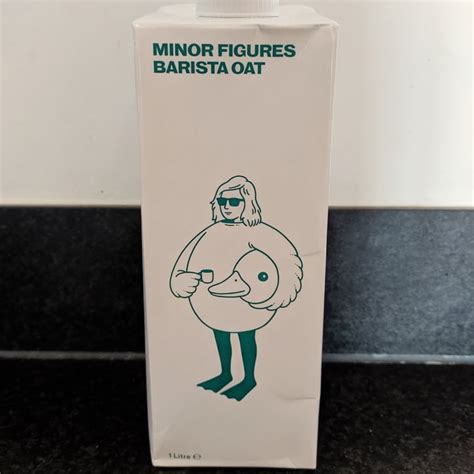 MINOR FIGURES
BARISTA OAT
1 Litre ℮